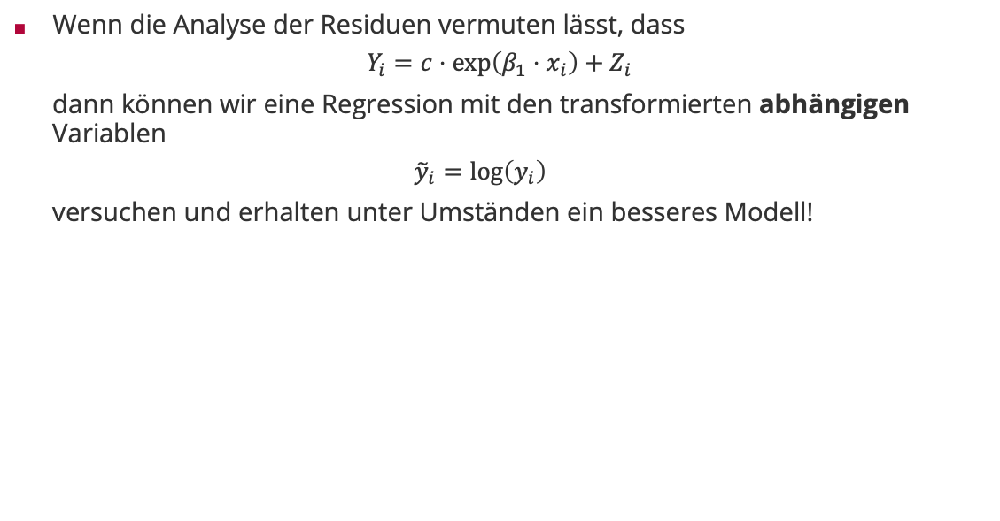 Wenn die Analyse der Residuen vermuten lässt, dass
Yᵢ = c · exp(β₁ · xᵢ) + Zᵢ
dann können wir eine Regression mit den transformierten abhängigen
Variablen
ỹᵢ = log(yᵢ)
versuchen und erhalten unter Umständen ein besseres Modell!